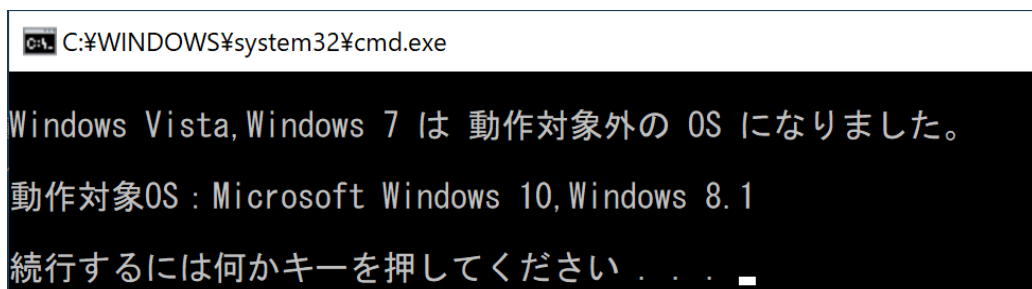 C:¥WINDOWS¥system32¥cmd.exe
Windows Vista,Windows 7 は 動作対象外の OS になりました。
動作対象OS：Microsoft Windows 10,Windows 8.1
続行するには何かキーを押してください . . .